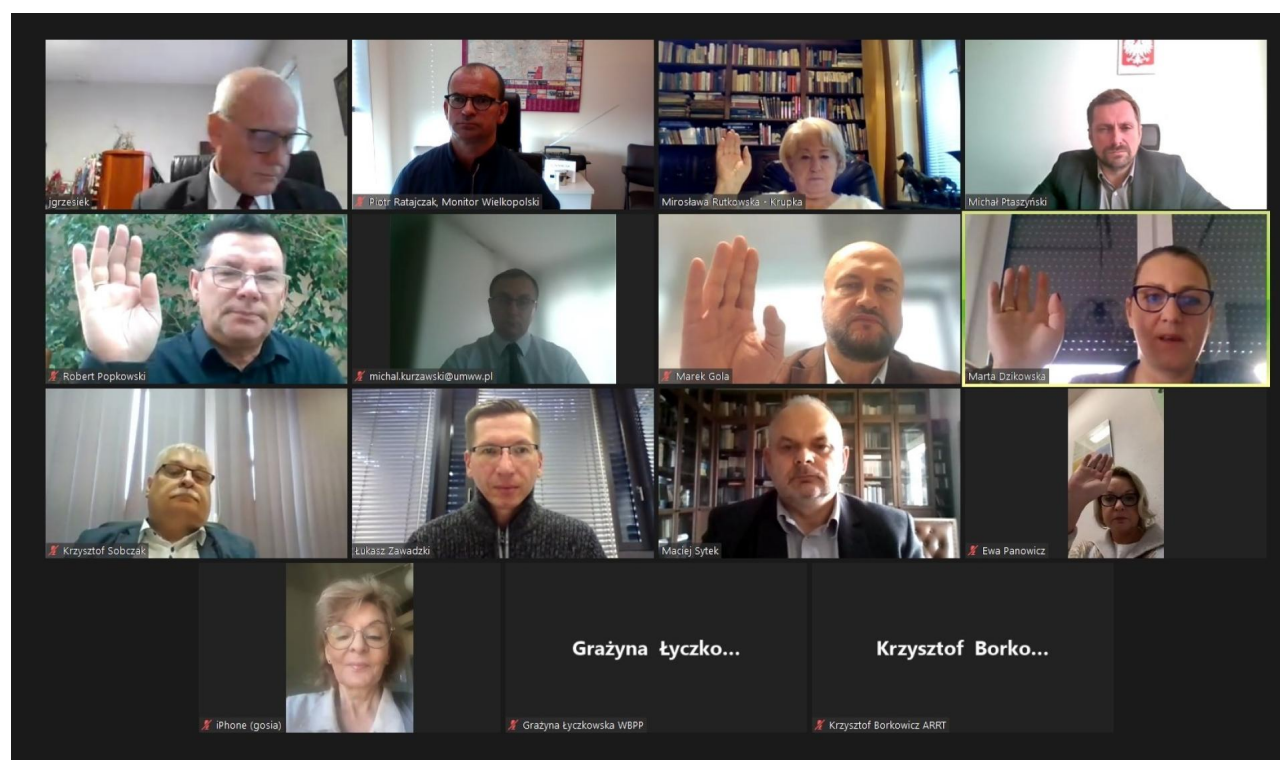 jgrzesiek
Piotr Ratajczak, Monitor Wielkopolski
Mirosława Rutkowska - Krupka
Michał Ptaszyński
Robert Popkowski
michal.kurzawski@umww.pl
Marek Gola
Marta Dzikowska
Krzysztof Sobczak
Łukasz Zawadzki
Maciej Sytek
Ewa Panowicz
Grażyna Łyczko...
Krzysztof Borko...
iPhone (gosia)
Grażyna Łyczkowska WBPP
Krzysztof Borkowicz ARRT